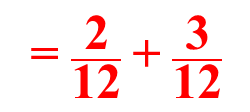 = 2/12 + 3/12